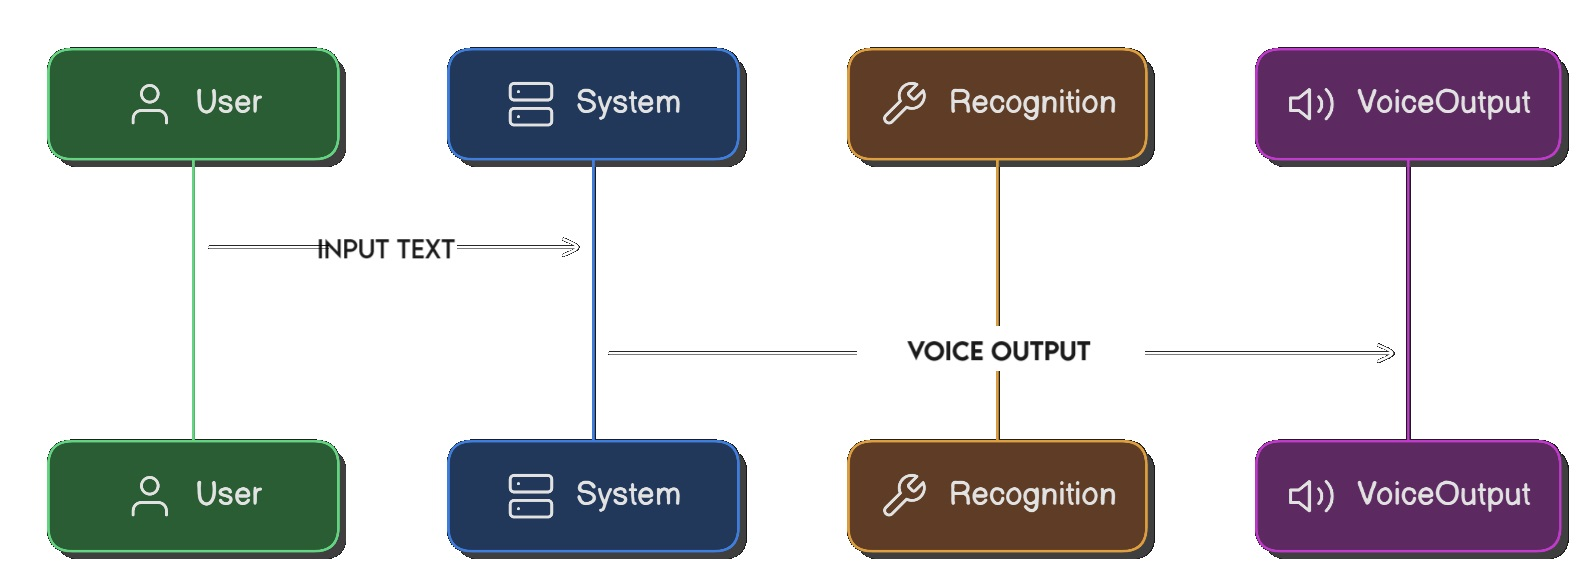 User
System
Recognition
VoiceOutput
INPUT TEXT
VOICE OUTPUT
User
System
Recognition
VoiceOutput